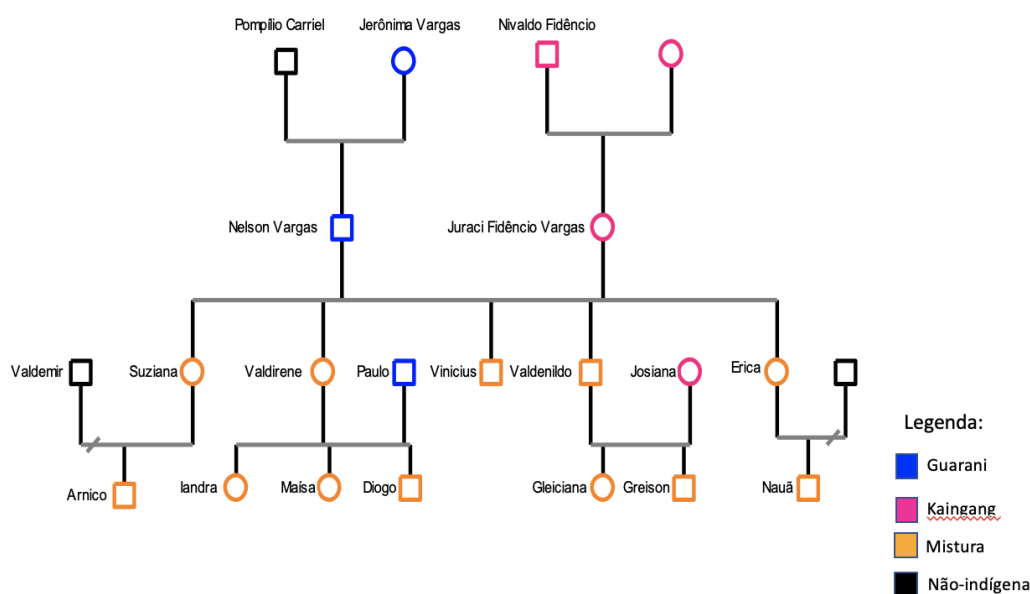 Pompílio Carriel
Jerônima Vargas
Nivaldo Fidêncio
Nelson Vargas
Juraci Fidêncio Vargas
Valdemir
Suziana
Valdirene
Paulo
Vinicius
Valdenildo
Josiana
Erica
Arnico
Iandra
Maísa
Diogo
Gleiciana
Greison
Nauã
Legenda:
Guarani
Kaingang
Mistura
Não-indígena